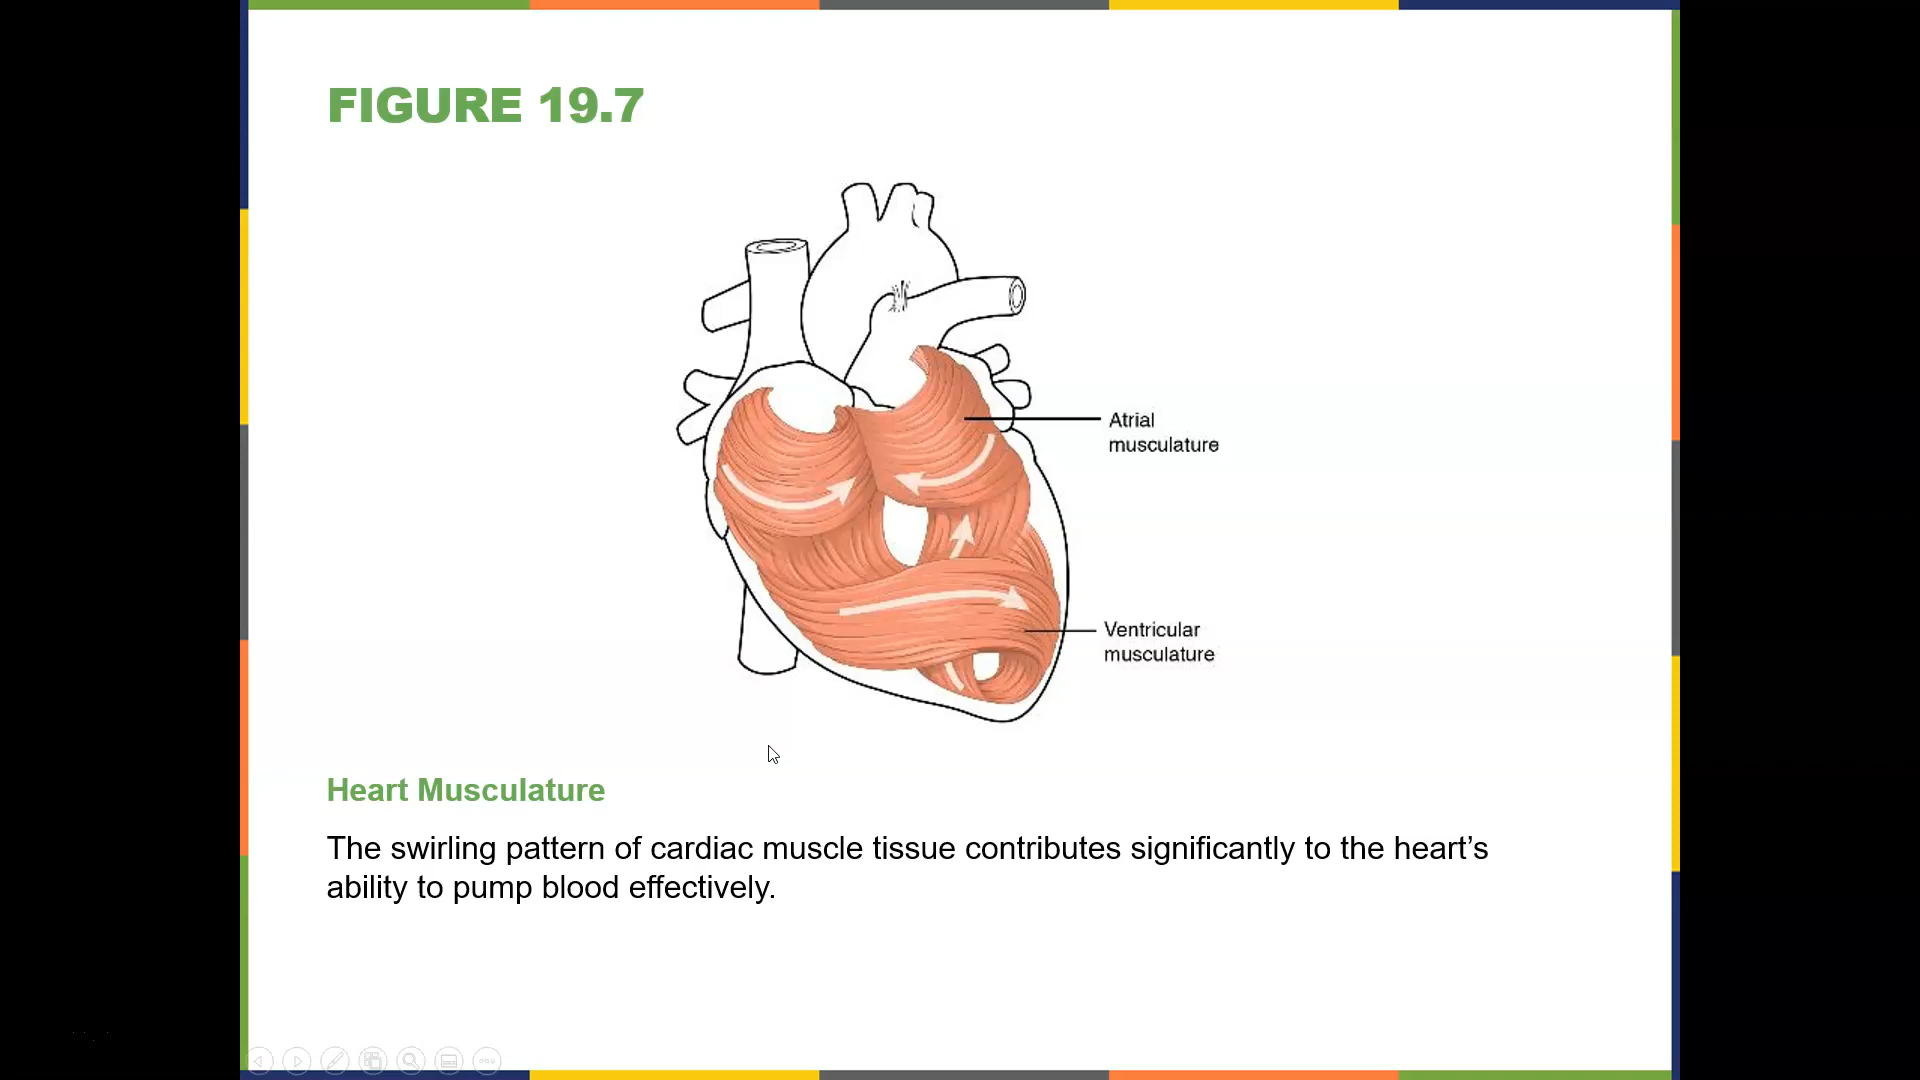 FIGURE 19.7
Atrial
musculature
Ventricular
musculature
Heart Musculature
The swirling pattern of cardiac muscle tissue contributes significantly to the heart’s
ability to pump blood effectively.